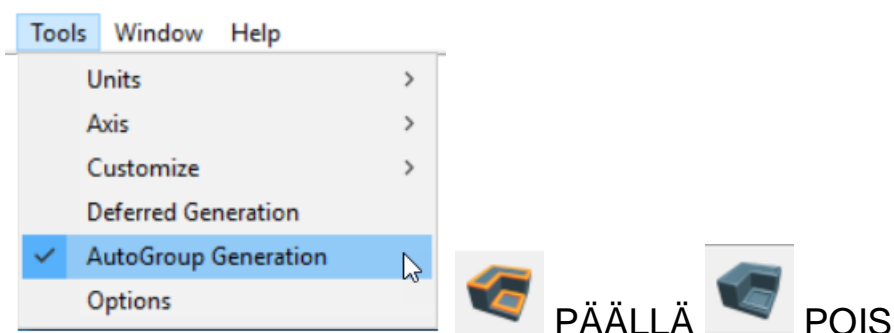 Tools Window Help
Units
Axis
Customize
Deferred Generation
AutoGroup Generation
Options
PÄÄLLÄ POIS